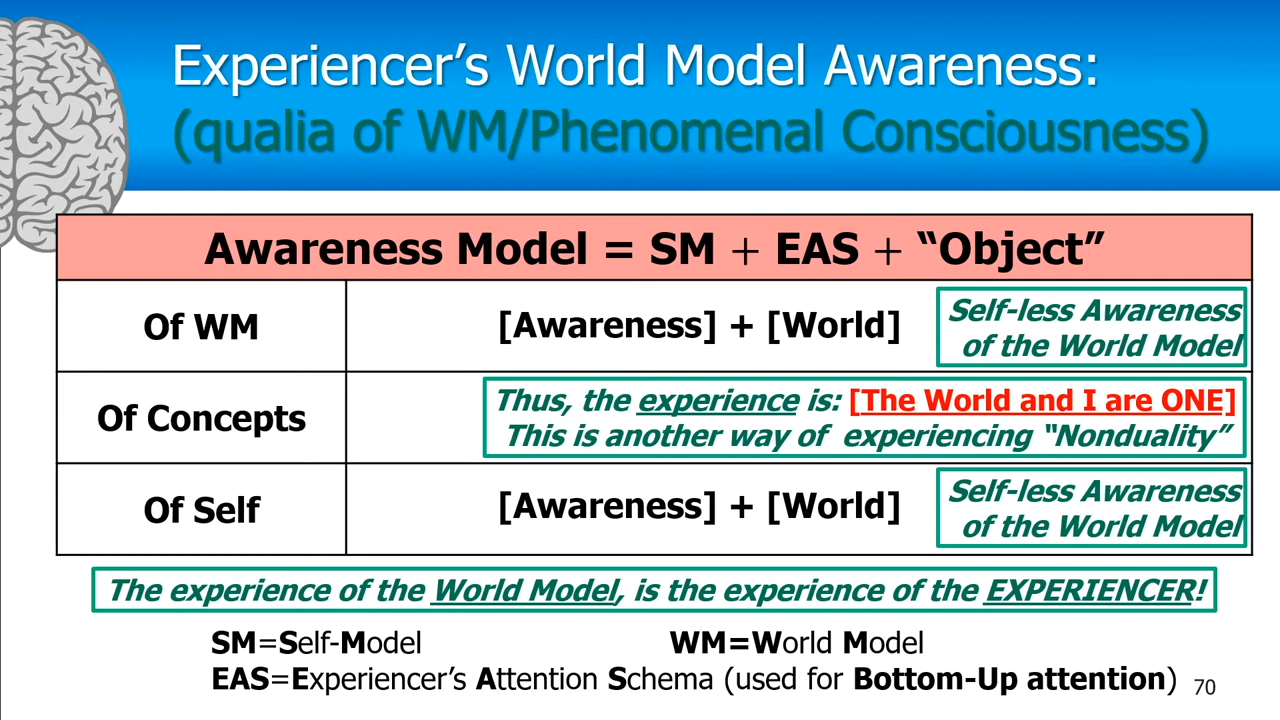 Experiencer’s World Model Awareness:
(qualia of WM/Phenomenal Consciousness)
Awareness Model = SM + EAS + “Object”
Of WM
[Awareness] + [World]
Self-less Awareness
of the World Model
Of Concepts
Thus, the experience is: [The World and I are ONE]
This is another way of experiencing “Nonduality”
Of Self
[Awareness] + [World]
Self-less Awareness
of the World Model
The experience of the World Model, is the experience of the EXPERIENCER!
SM=Self-Model
WM=World Model
EAS=Experiencer’s Attention Schema (used for Bottom-Up attention)
70